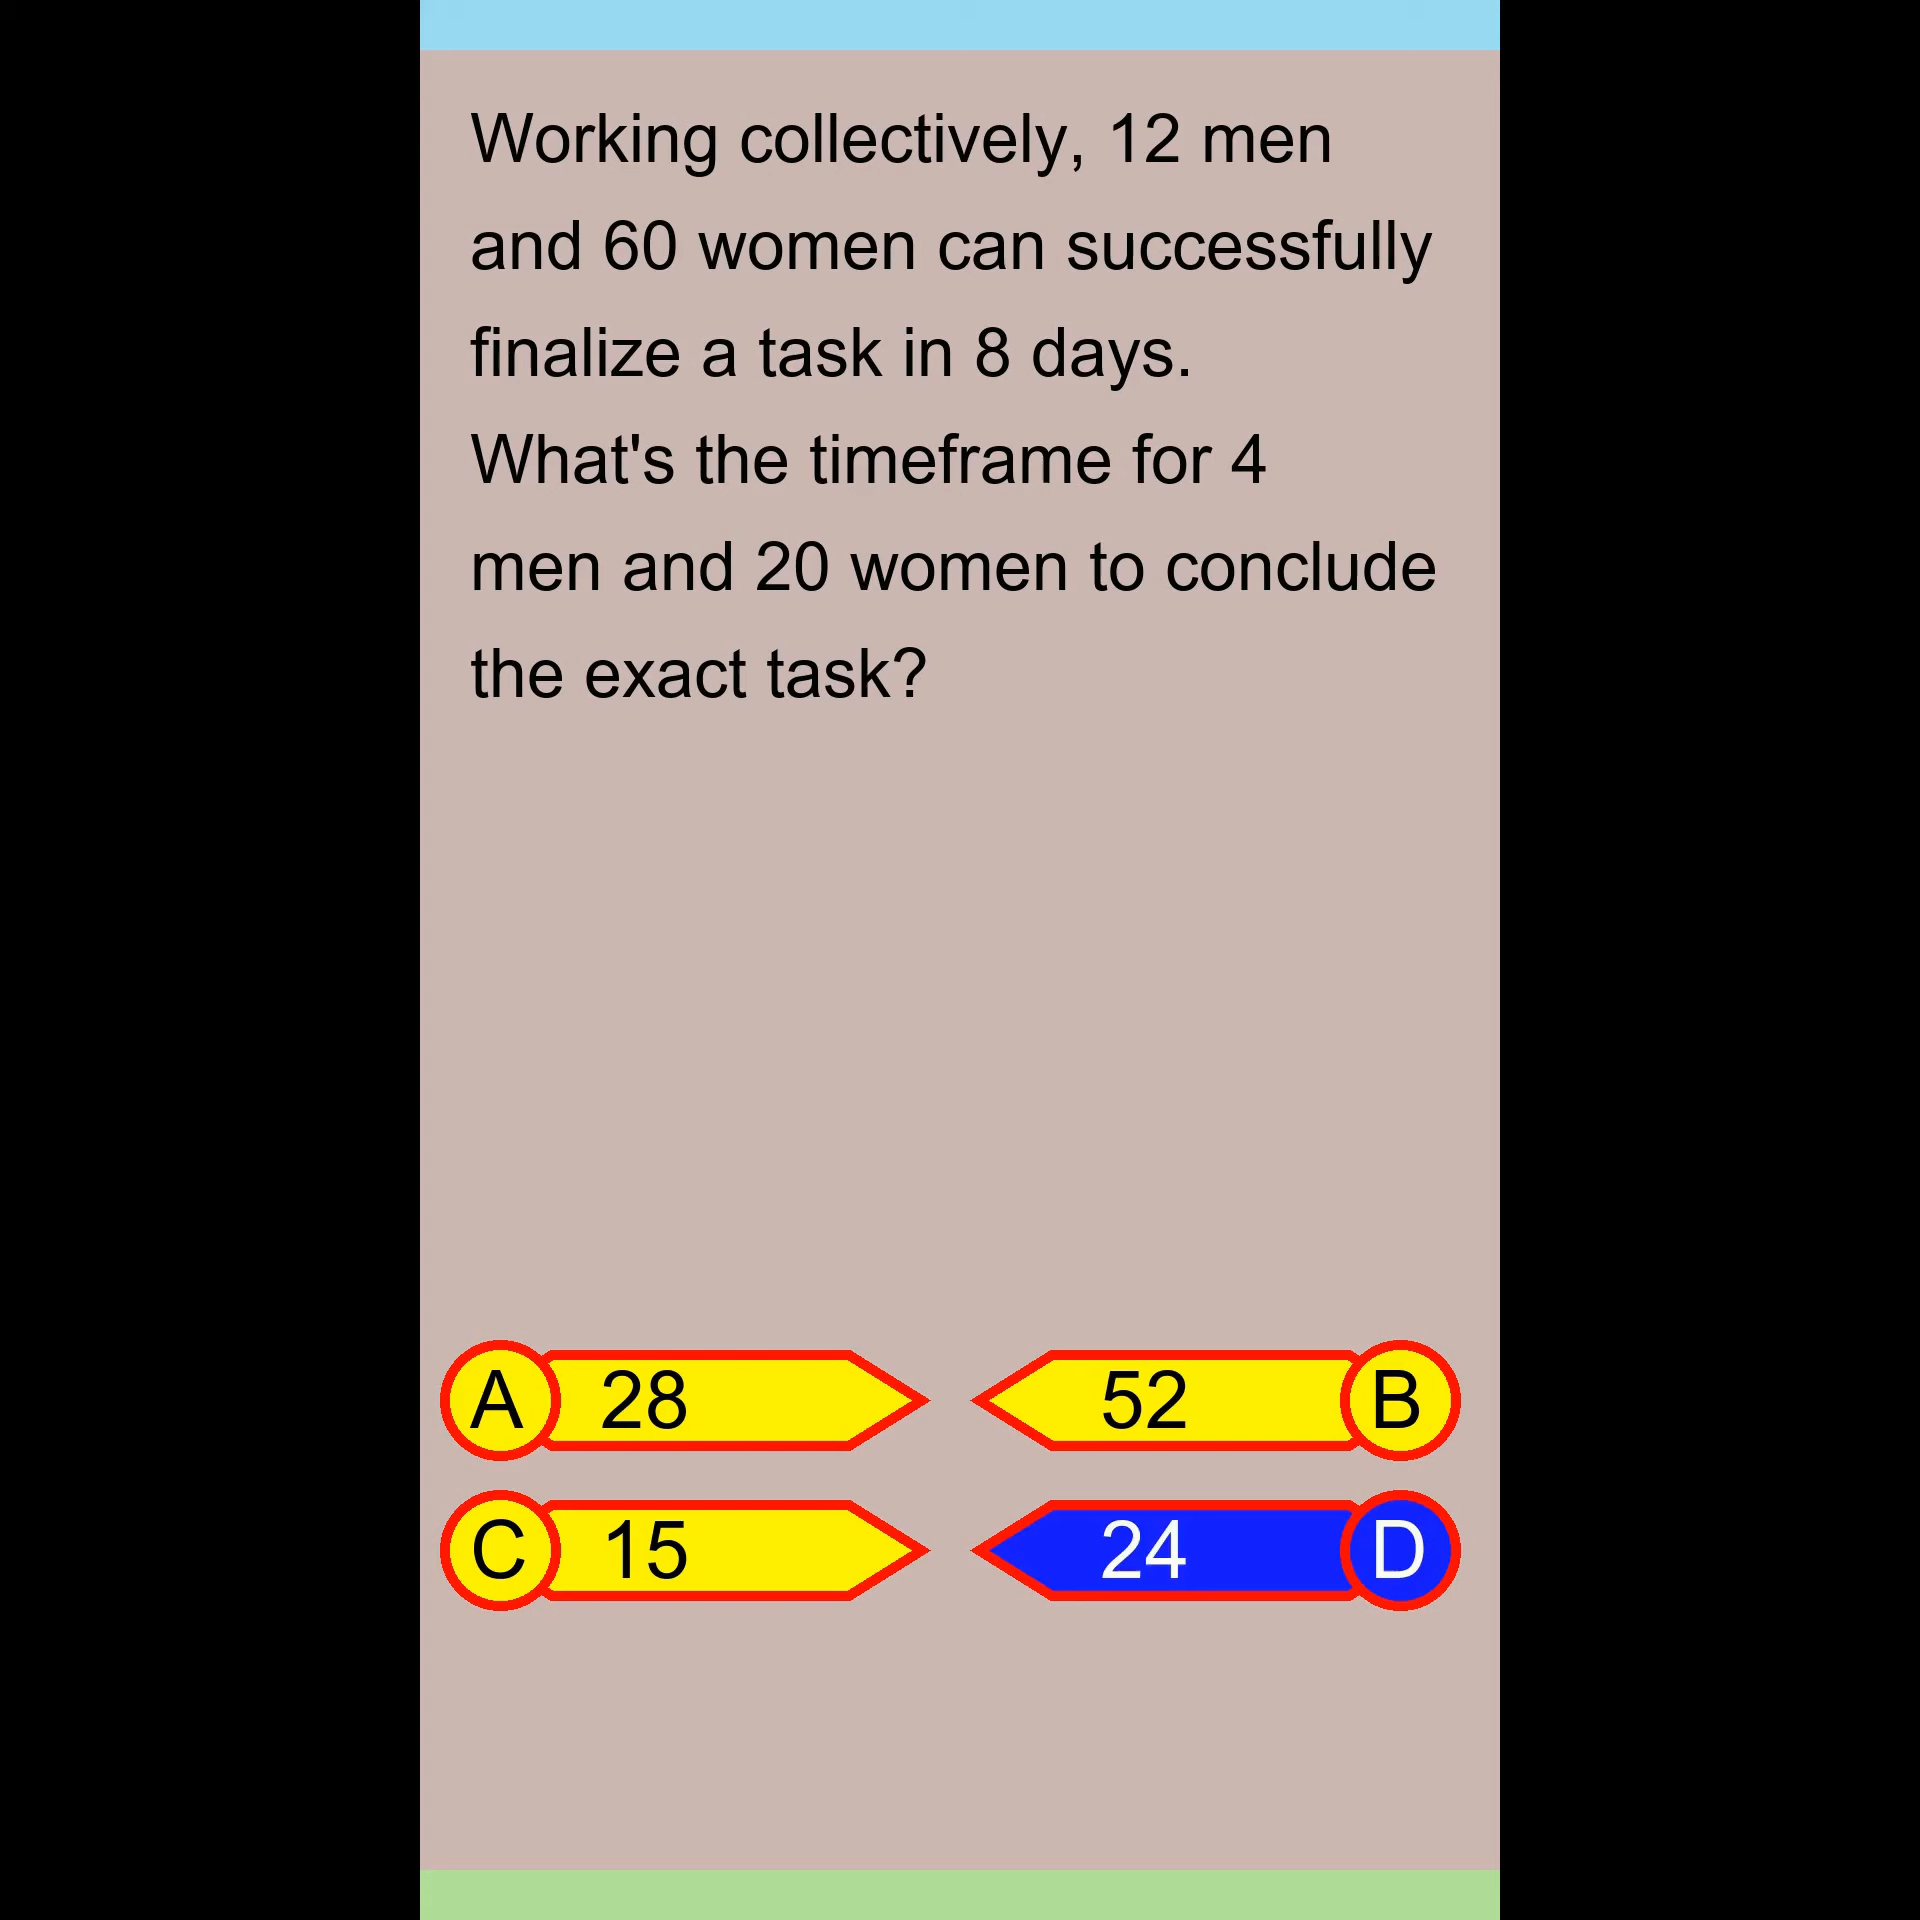 Working collectively, 12 men
and 60 women can successfully
finalize a task in 8 days.
What's the timeframe for 4
men and 20 women to conclude
the exact task?
A 28
52 B
C 15
24 D